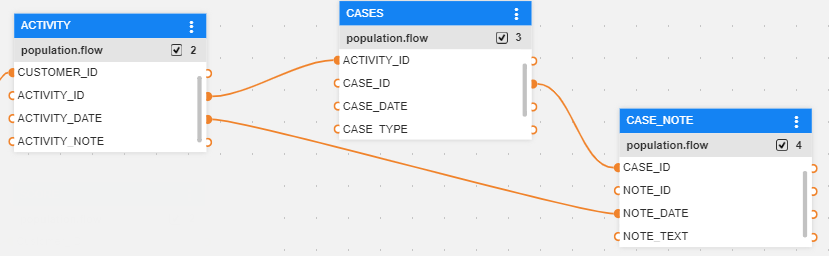 ACTIVITY
population.flow 2
CUSTOMER_ID
ACTIVITY_ID
ACTIVITY_DATE
ACTIVITY_NOTE
CASES
population.flow 3
ACTIVITY_ID
CASE_ID
CASE_DATE
CASE_TYPE
CASE_NOTE
population.flow 4
CASE_ID
NOTE_ID
NOTE_DATE
NOTE_TEXT